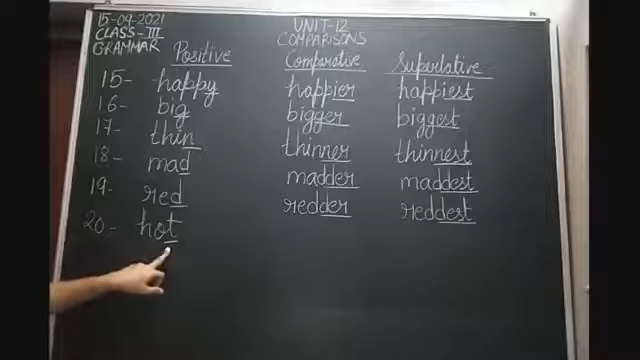 15-09-2021
CLASS-III
GRAMMAR
UNIT-12
COMPARISONS
Positive Comparative Superlative
15- happy happier happiest
16- big bigger biggest
17- thin thinner thinnest
18- mad madder maddest
19- red redder reddest
20- hot